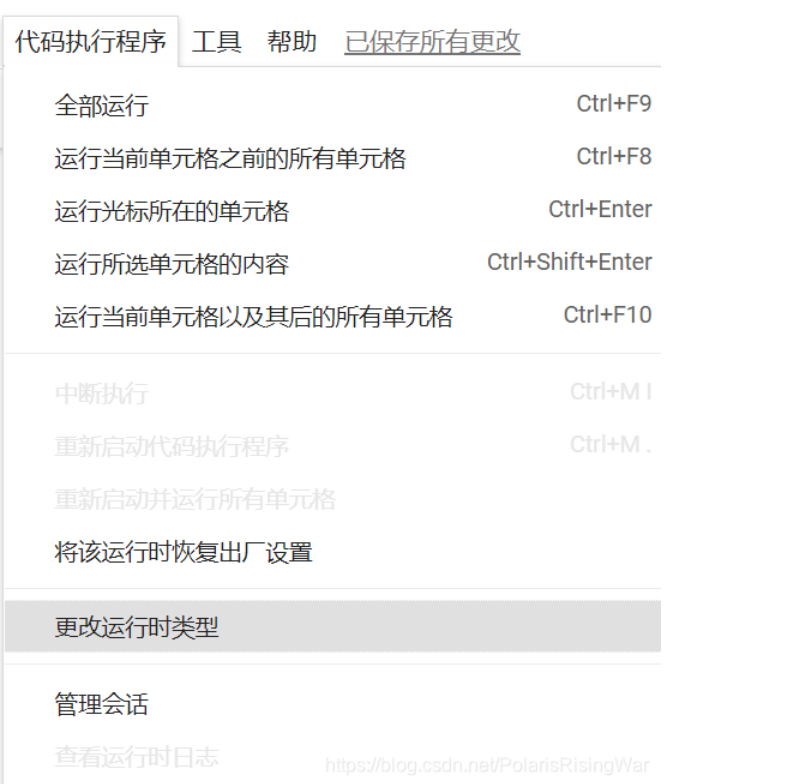 代码执行程序 工具 帮助 已保存所有更改
全部运行 Ctrl+F9
运行当前单元格之前的所有单元格 Ctrl+F8
运行光标所在的单元格 Ctrl+Enter
运行所选单元格的内容 Ctrl+Shift+Enter
运行当前单元格以及其后的所有单元格 Ctrl+F10
中断执行 Ctrl+M I
重新启动代码执行程序 Ctrl+M .
重新启动并运行所有单元格
将该运行时恢复出厂设置
更改运行时类型
管理会话
查看运行时日志 https://blog.csdn.net/PolarisRisingWar